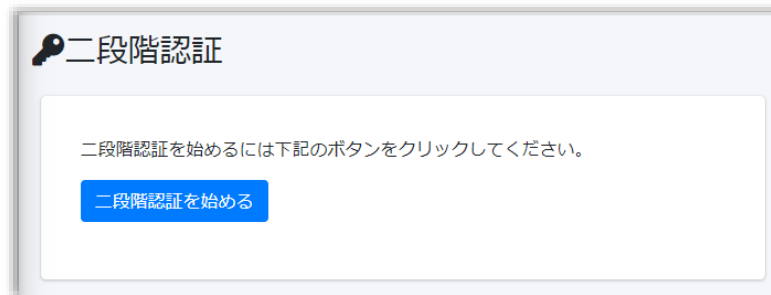 二段階認証
二段階認証を始めるには下記のボタンをクリックしてください。
二段階認証を始める